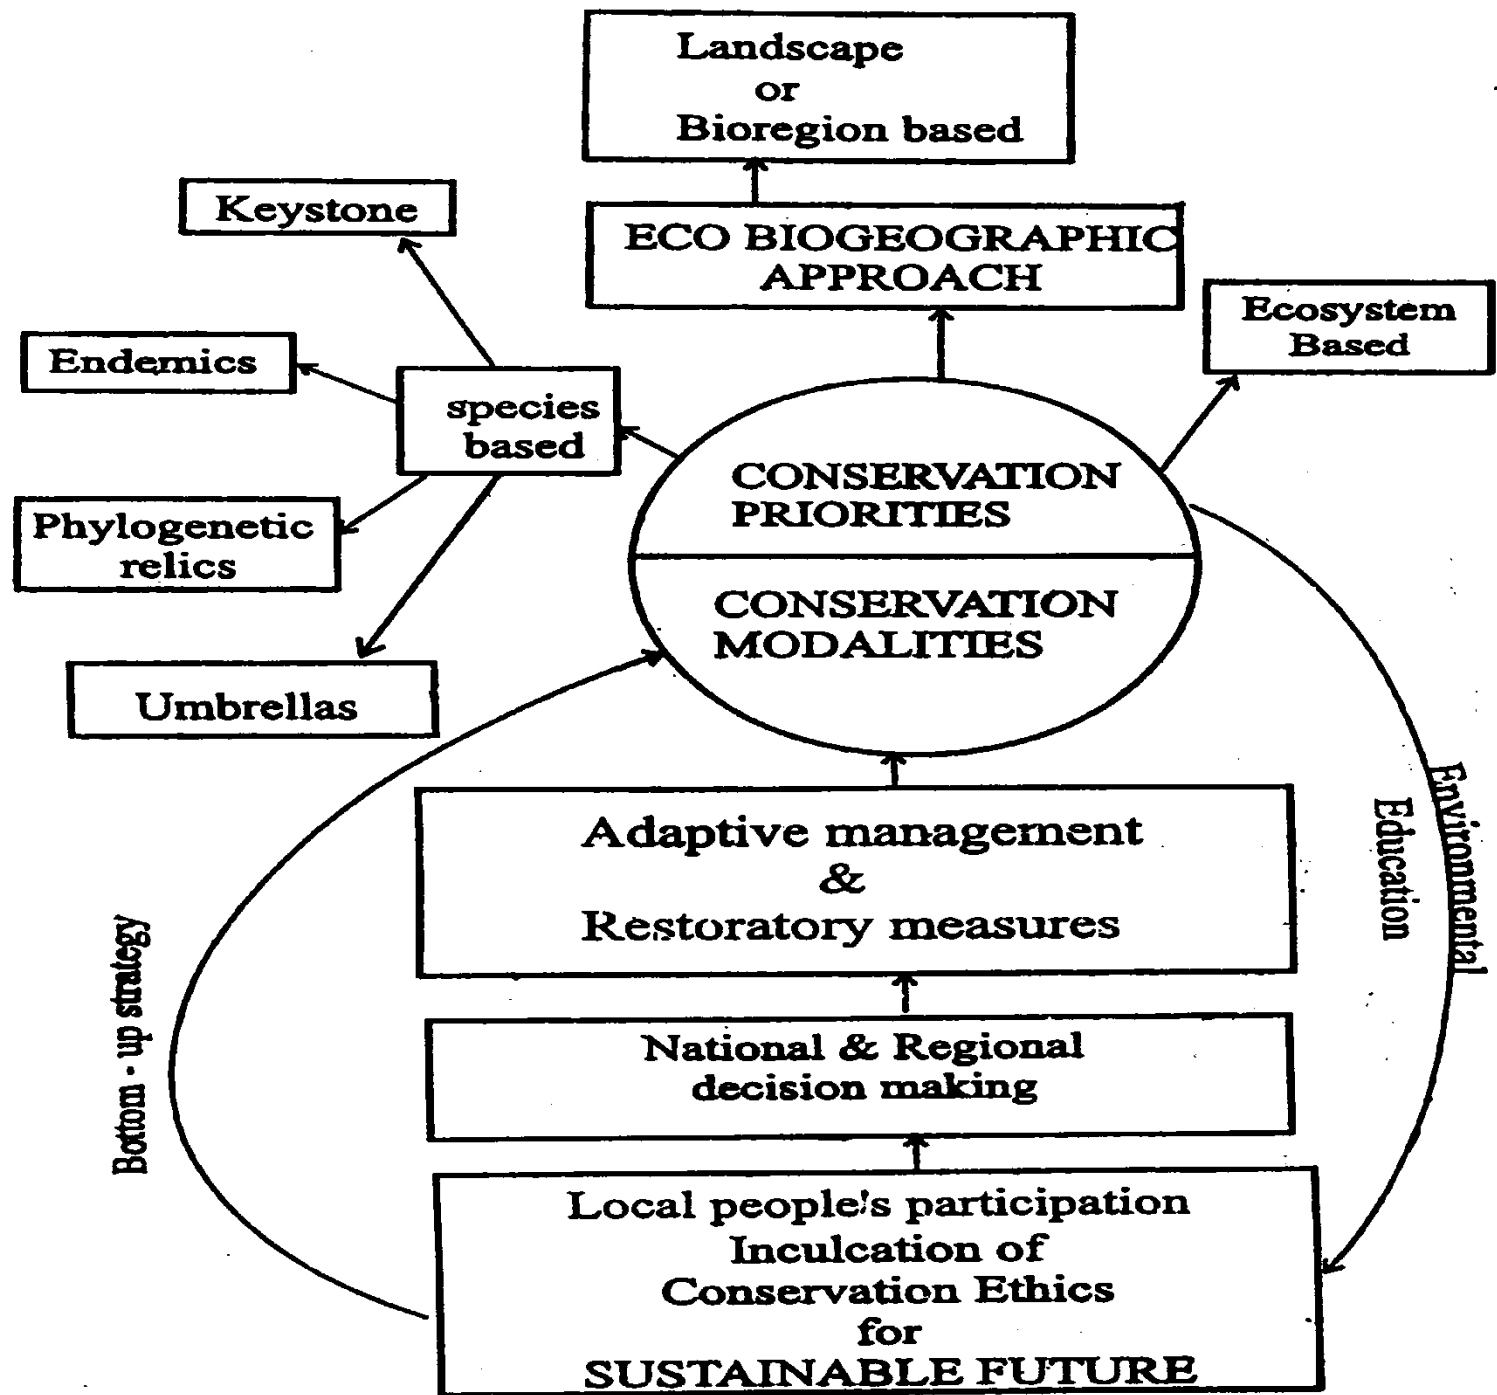 Landscape
or
Bioregion based
Keystone
ECO BIOGEOGRAPHIC
APPROACH
Ecosystem
Based
Endemics
species
based
CONSERVATION
PRIORITIES
Phylogenetic
relics
CONSERVATION
MODALITIES
Umbrellas
Environmental
Education
Adaptive management
&
Restoratory measures
Bottom - up strategy
National & Regional
decision making
Local people's participation
Inculcation of
Conservation Ethics
for
SUSTAINABLE FUTURE